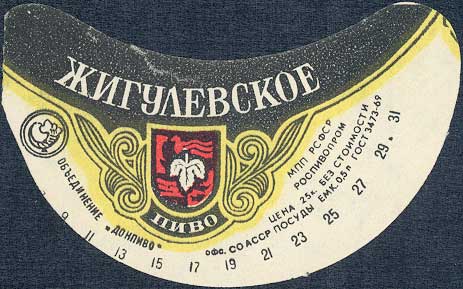 ЖИГУЛЕВСКОЕ
ПИВО
ОБЪЕДИНЕНИЕ "ДОНПИВО"
МПП РСФСР
РОСПИВОПРОМ
ЦЕНА 25к. БЕЗ СТОИМОСТИ
ПОСУДЫ ЕМК. 0,5 л ГОСТ 3473-69
ОФС. СО АССР
9 11 13 15 17 19 21 23 25 27 29 31